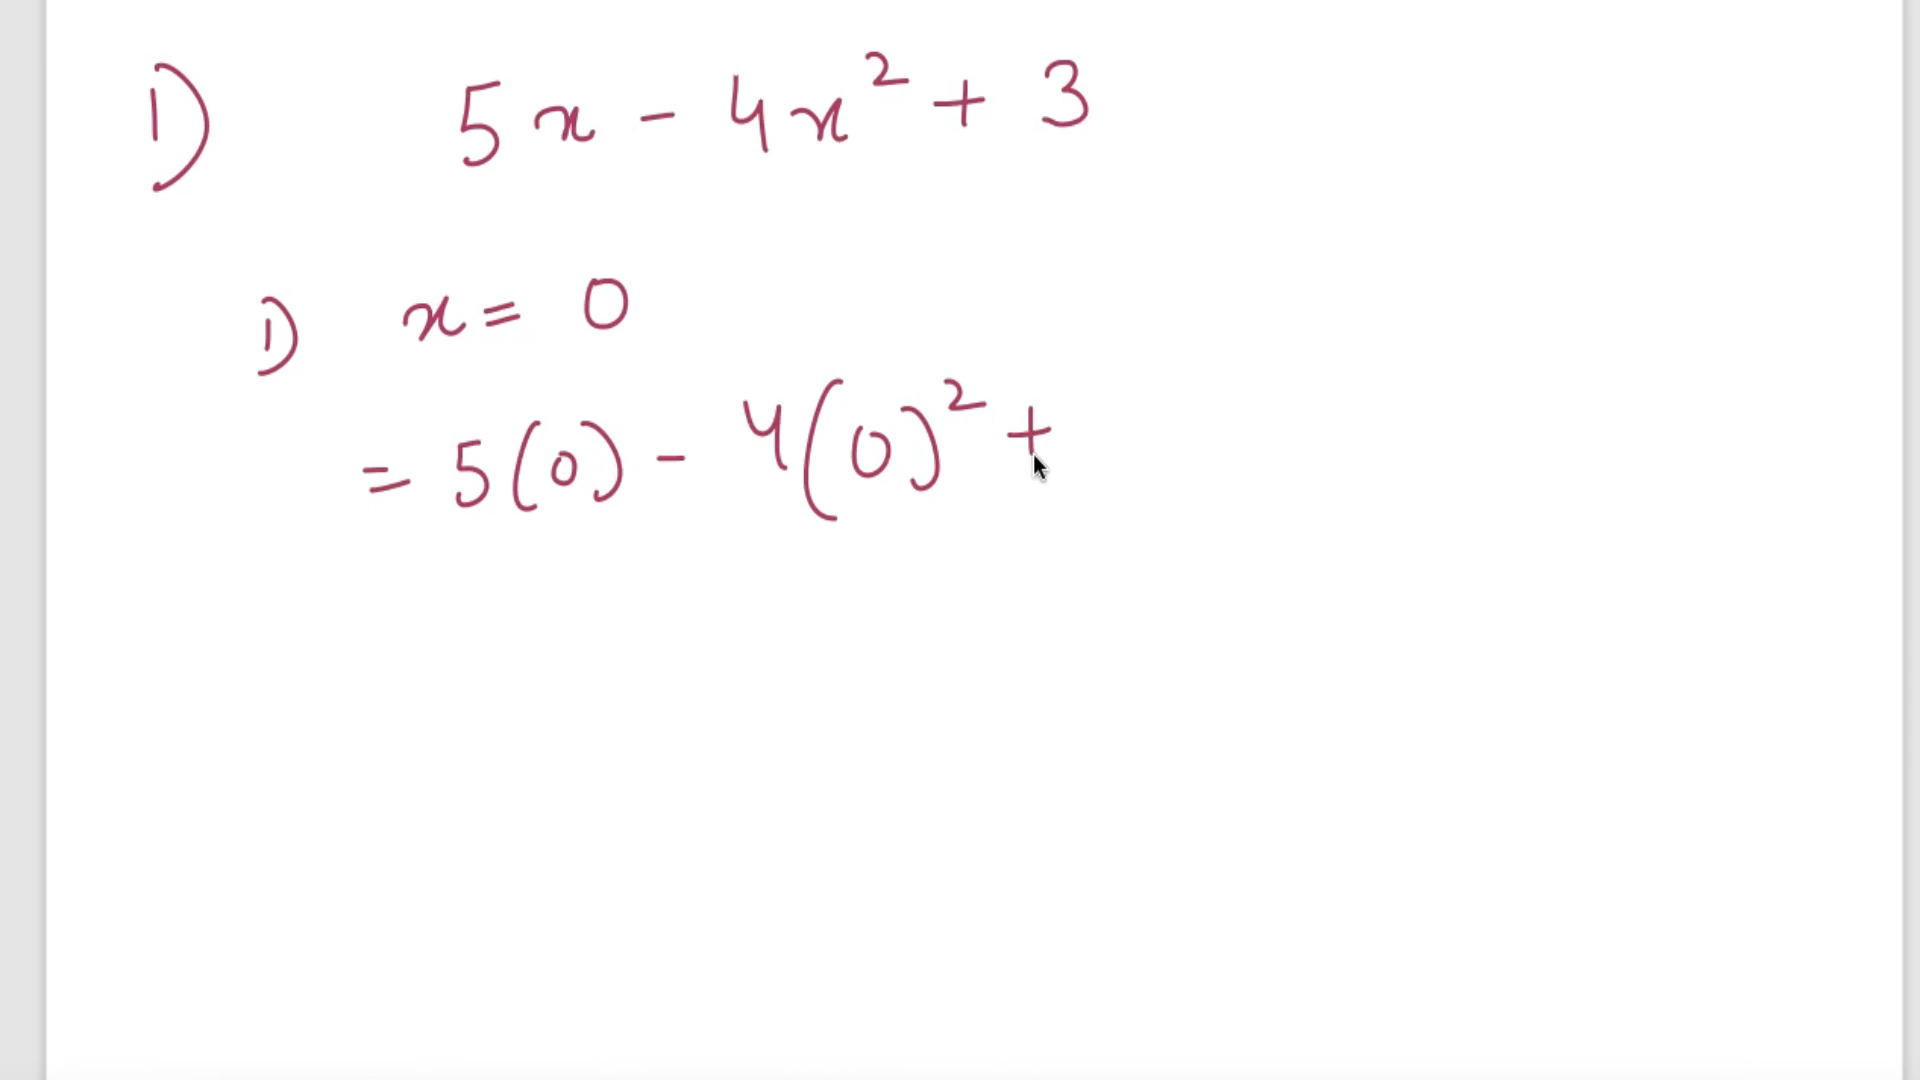 1) 5x - 4x² + 3
1) x = 0
= 5(0) - 4(0)² +